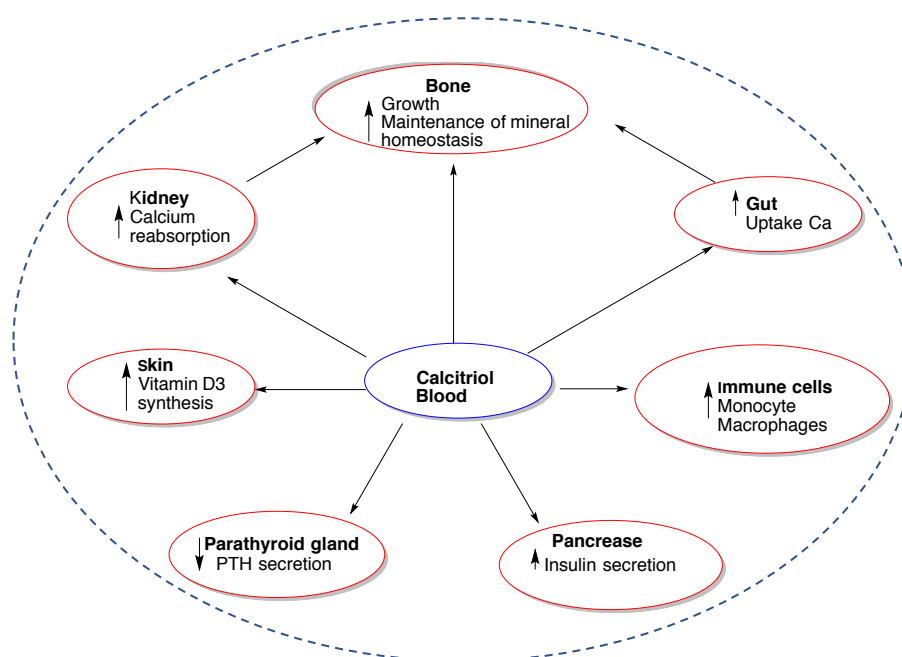 Bone
Growth
Maintenance of mineral
homeostasis
Kidney
Calcium
reabsorption
Gut
Uptake Ca
Skin
Vitamin D3
synthesis
Calcitriol
Blood
Immune cells
Monocyte
Macrophages
Parathyroid gland
PTH secretion
Pancrease
Insulin secretion